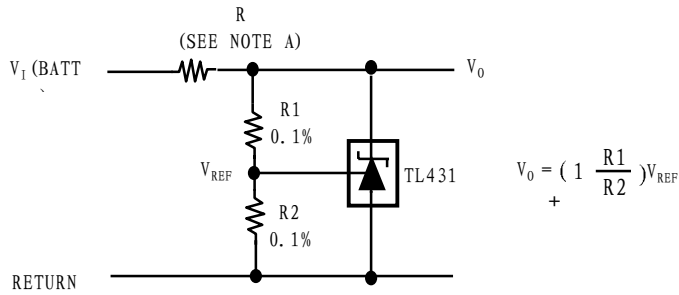 R
(SEE NOTE A)
V_I (BATT
`
V_O
R1
0.1%
V_REF
TL431
R2
0.1%
RETURN
V_O = ( 1 + R1/R2 )V_REF